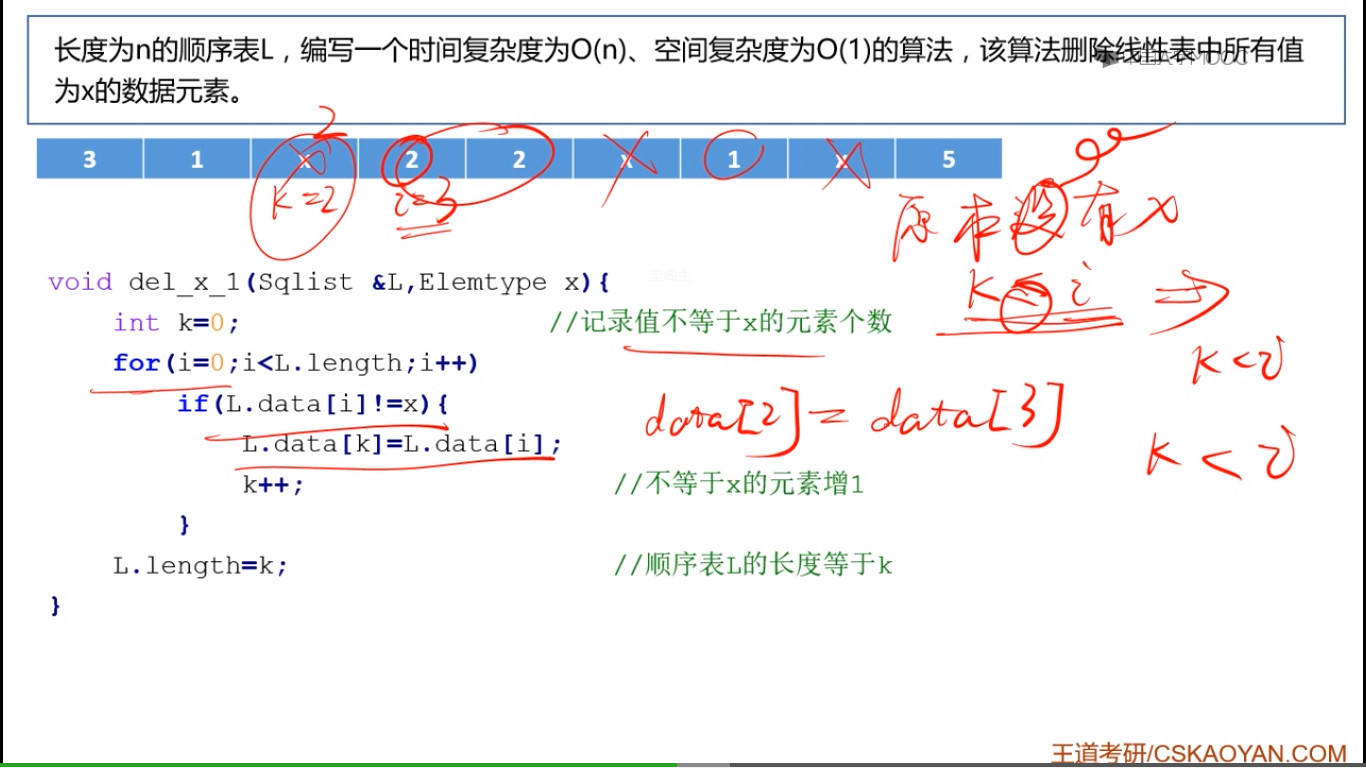 长度为n的顺序表L，编写一个时间复杂度为O(n)、空间复杂度为O(1)的算法，该算法删除线性表中所有值
为x的数据元素。
2
3 1 x 2 2 x 1 x 5
k=2 i=3
原本没有x
void del_x_1(Sqlist &L,Elemtype x){
k = i ⇒
int k=0; //记录值不等于x的元素个数
for(i=0;i<L.length;i++)
k<i
if(L.data[i]!=x){
data[2]=data[3]
L.data[k]=L.data[i];
k<i
k++; //不等于x的元素增1
}
L.length=k; //顺序表L的长度等于k
}
王道考研/CSKAOYAN.COM